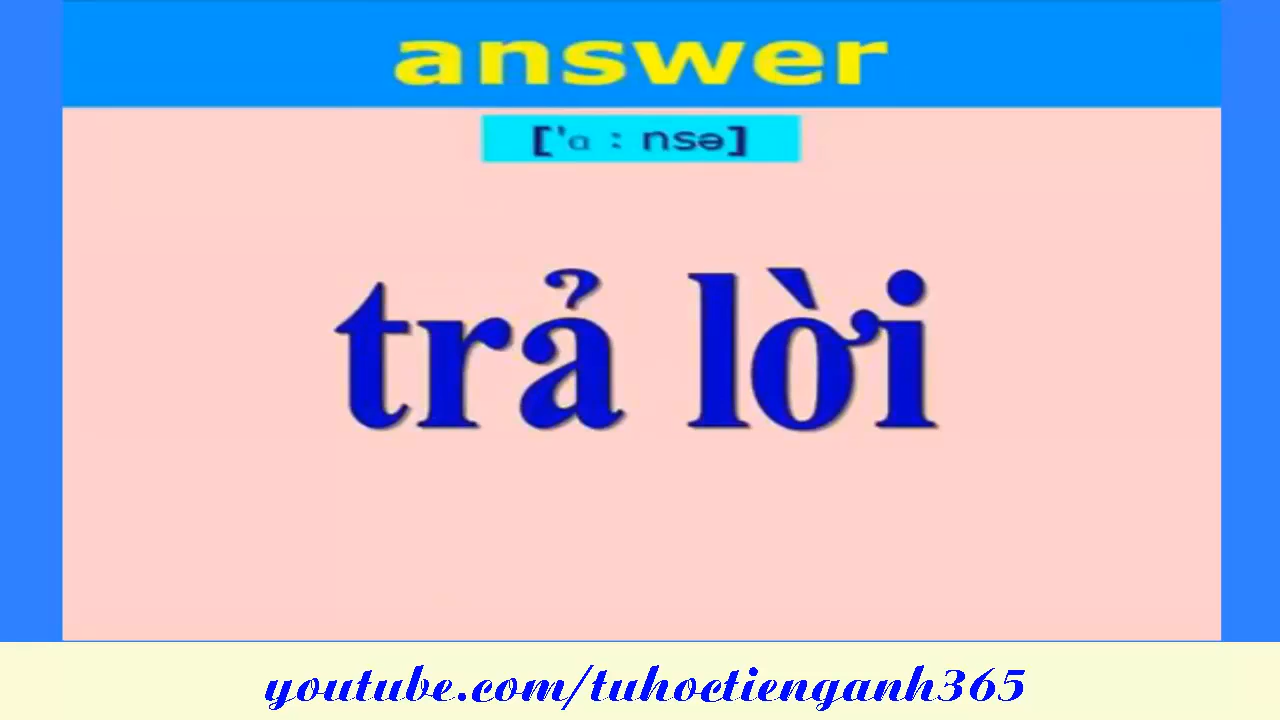 answer
['ɑ : nsə]
trả lời
youtube.com/tuhoctienganh365